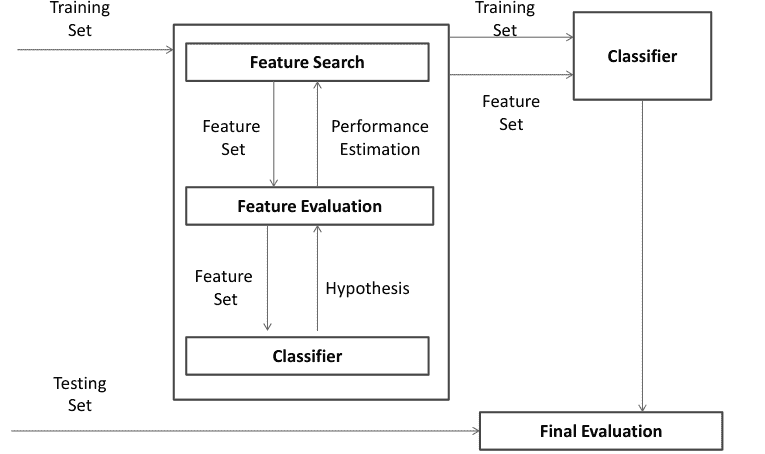 Training
Set
Training
Set
Feature Search
Classifier
Feature
Set
Feature
Set
Performance
Estimation
Feature Evaluation
Feature
Set
Hypothesis
Classifier
Testing
Set
Final Evaluation